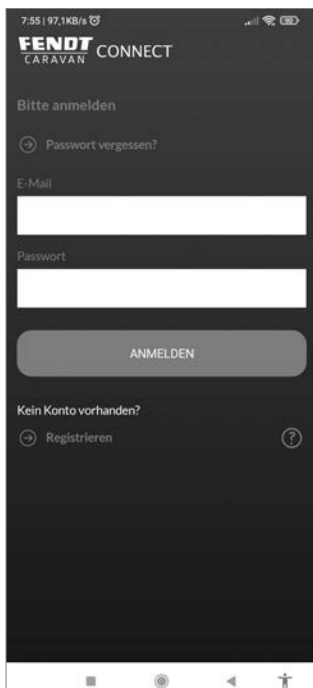 7:55 | 97,1KB/s
FENDT
CARAVAN CONNECT
Bitte anmelden
Passwort vergessen?
E-Mail
Passwort
ANMELDEN
Kein Konto vorhanden?
Registrieren
?